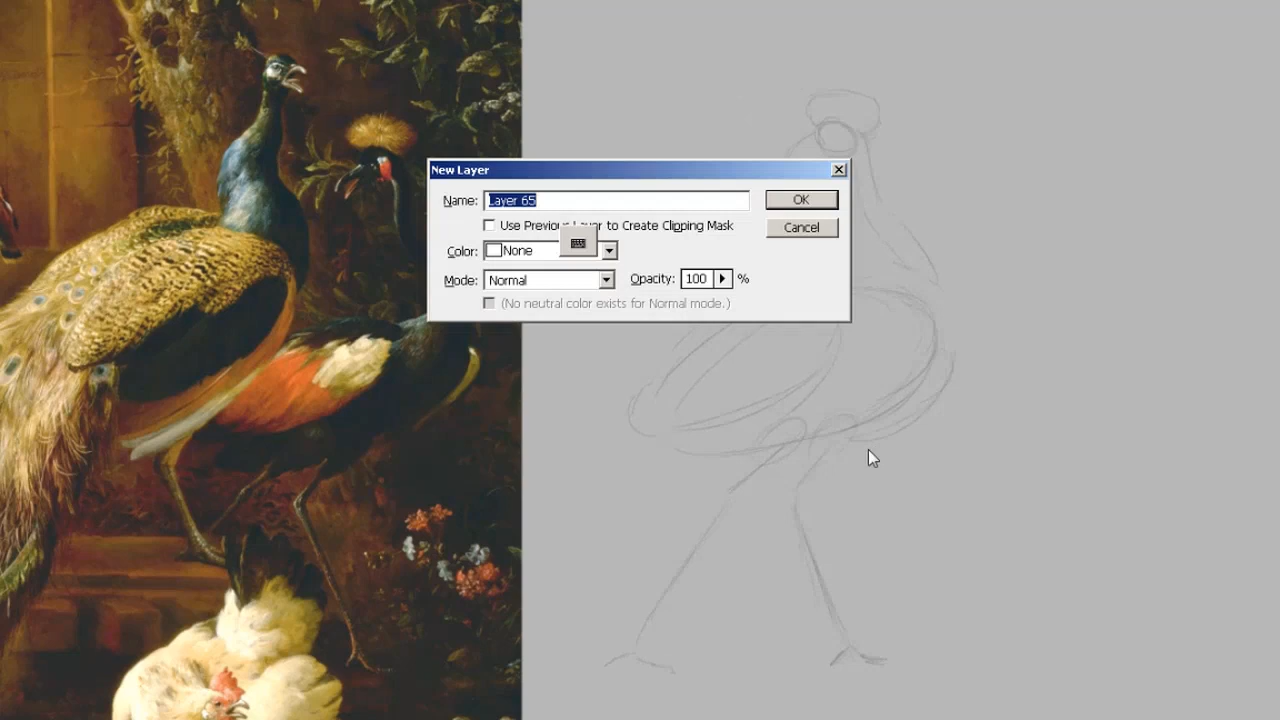 New Layer
Name: Layer 65
OK
Use Previous Layer to Create Clipping Mask
Cancel
Color: None
Mode: Normal Opacity: 100 %
(No neutral color exists for Normal mode.)